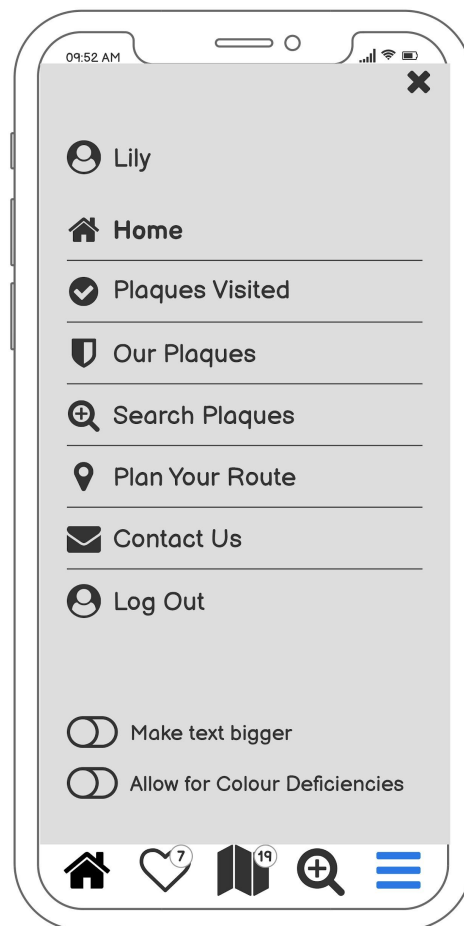 09:52 AM
Lily
Home
Plaques Visited
Our Plaques
Search Plaques
Plan Your Route
Contact Us
Log Out
Make text bigger
Allow for Colour Deficiencies
7
19